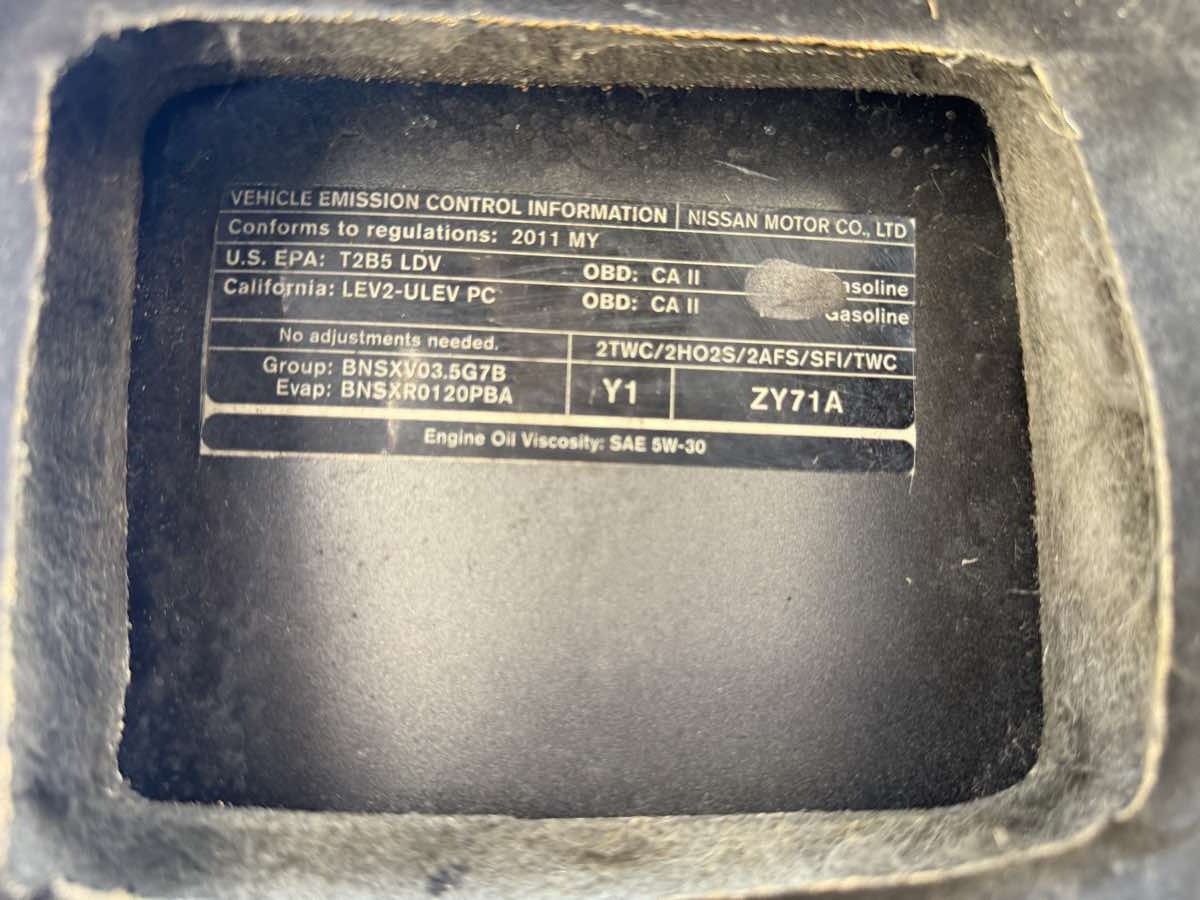 VEHICLE EMISSION CONTROL INFORMATION NISSAN MOTOR CO., LTD
Conforms to regulations: 2011 MY
U.S. EPA: T2B5 LDV OBD: CA II
California: LEV2-ULEV PC OBD: CA II Gasoline
No adjustments needed. 2TWC/2HO2S/2AFS/SFI/TWC
Group: BNSXV03.5G7B
Evap: BNSXR0120PBA Y1 ZY71A
Engine Oil Viscosity: SAE 5W-30